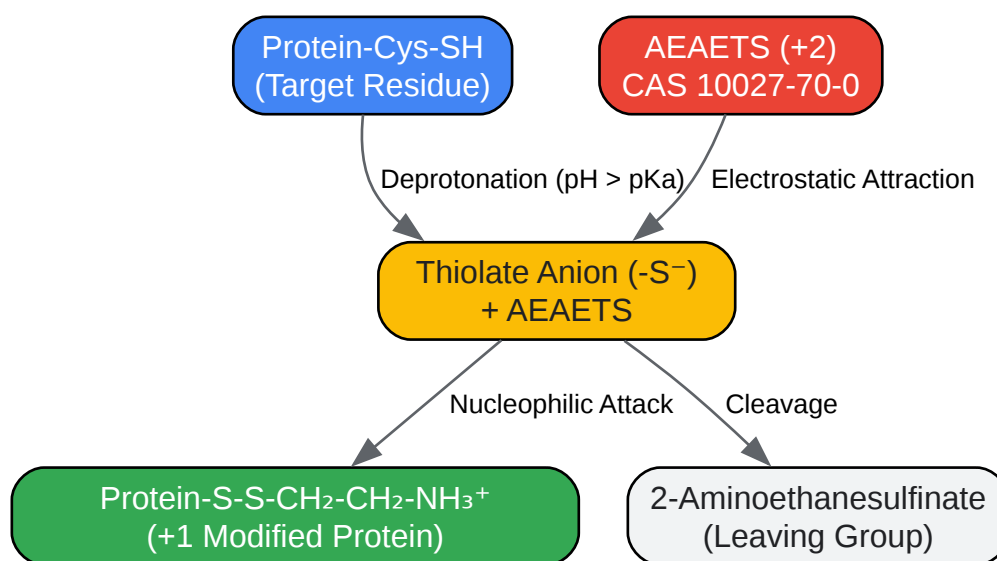 Protein-Cys-SH
(Target Residue)
AEAETS (+2)
CAS 10027-70-0
Deprotonation (pH > pKa)
Electrostatic Attraction
Thiolate Anion (-S⁻)
+ AEAETS
Nucleophilic Attack
Cleavage
Protein-S-S-CH₂-CH₂-NH₃⁺
(+1 Modified Protein)
2-Aminoethanesulfinate
(Leaving Group)